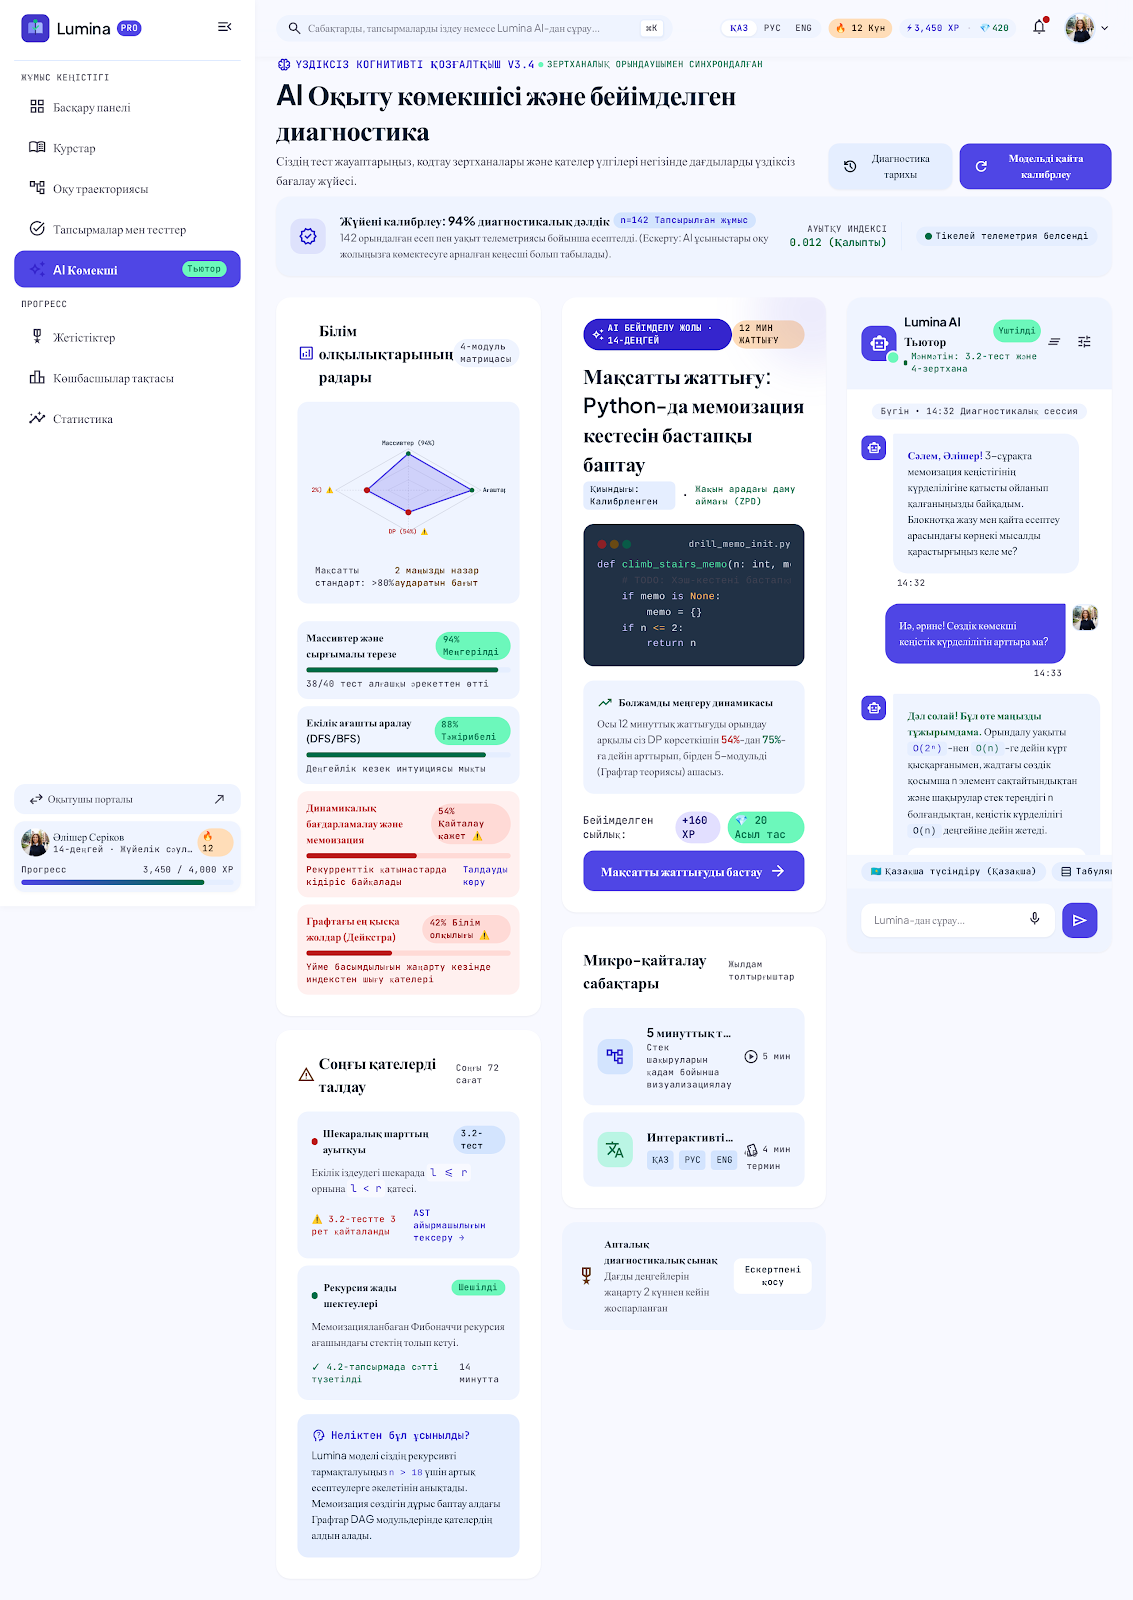 Lumina PRO
ЖҰМЫС КЕҢІСТІГІ
Басқару панелі
Курстар
Оқу траекториясы
Тапсырмалар мен тесттер
AI Көмекші Тьютор
ПРОГРЕСС
Жетістіктер
Көшбасшылар тақтасы
Статистика
Оқытушы порталы
Әлішер Серіков
14-деңгей · Жүйелік сәул…
🔥 12
Прогресс 3,450 / 4,000 XP
Сабақтарды, тапсырмаларды іздеу немесе Lumina AI-дан сұрау... ⌘K
ҚАЗ РУС ENG
🔥 12 Күн
⚡3,450 XP · 💎420
ҮЗДІКСІЗ КОГНИТИВТІ ҚОЗҒАЛТҚЫШ V3.4 ЗЕРТХАНАЛЫҚ ОРЫНДАУШЫМЕН СИНХРОНДАЛҒАН
AI Оқыту көмекшісі және бейімделген
диагностика
Сіздің тест жауаптарыңыз, кодтау зертханалары және қателер үлгілері негізінде дағдыларды үздіксіз
бағалау жүйесі.
Диагностика
тарихы
Модельді қайта
калибрлеу
Жүйені калибрлеу: 94% диагностикалық дәлдік n=142 Тапсырылған жұмыс
142 орындалған есеп пен уақыт телеметриясы бойынша есептелді. (Ескерту: AI ұсыныстары оқу
жолыңызға көмектесуге арналған кеңесші болып табылады).
АУЫТҚУ ИНДЕКСІ
0.012 (Қалыпты)
Тікелей телеметрия белсенді
Білім
олқылықтарының
радары
4-модуль
матрицасы
Массивтер (94%)
2%) ⚠️
Ағаштар
DP (54%) ⚠️
Мақсатты
стандарт: >80%
2 маңызды назар
аударатын бағыт
Массивтер және
сырғымалы терезе
94%
Меңгерілді
38/40 тест алғашқы әрекеттен өтті
Екілік ағашты аралау
(DFS/BFS)
88%
Тәжірибелі
Деңгейлік кезек интуициясы мықты
Динамикалық
бағдарламалау және
мемоизация
54%
Қайталау
қажет ⚠️
Рекурренттік қатынастарда
кідіріс байқалады
Талдауды
көру
Графтағы ең қысқа
жолдар (Дейкстра)
42% Білім
олқылығы ⚠️
Үйме басымдылығын жаңарту кезінде
индекстен шығу қателері
Соңғы қателерді
талдау
Соңғы 72
сағат
Шекаралық шарттың
ауытқуы
3.2-
тест
Екілік іздеудегі шекарада l <= r
орнына l < r қатесі.
⚠️ 3.2-тестте 3
рет қайталанды
AST
айырмашылығын
тексеру →
Рекурсия жады
шектеулері
Шешілді
Мемоизацияланбаған Фибоначчи рекурсия
ағашындағы стектің толып кетуі.
✓ 4.2-тапсырмада сәтті
түзетілді
14
минутта
Неліктен бұл ұсынылды?
Lumina моделі сіздің рекурсивті
тармақталуыңыз n > 18 үшін артық
есептеулерге әкелетінін анықтады.
Мемоизация сөздігін дұрыс баптау алдағы
Графтар DAG модульдерінде қателердің
алдын алады.
AI БЕЙІМДЕЛУ ЖОЛЫ ·
14-ДЕҢГЕЙ
12 МИН
ЖАТТЫҒУ
Мақсатты жаттығу:
Python-да мемоизация
кестесін бастапқы
баптау
Қиындығы:
Калибрленген
· Жақын арадағы даму
аймағы (ZPD)
drill_memo_init.py
def climb_stairs_memo(n: int, me
# TODO: Хэш-кестені бастапқ
if memo is None:
memo = {}
if n <= 2:
return n
Болжамды меңгеру динамикасы
Осы 12 минуттық жаттығуды орындау
арқылы сіз DP көрсеткішін 54%-дан 75%-
ға дейін арттырып, бірден 5-модульді
(Графтар теориясы) ашасыз.
Бейімделген
сыйлық:
+160
XP
💎 20
Асыл тас
Мақсатты жаттығуды бастау →
Микро-қайталау
сабақтары
Жылдам
толтырғыштар
5 минуттық т...
Стек
шақыруларын
қадам бойынша
визуализациялау
5 мин
Интерактивті...
ҚАЗ РУС ENG
4 мин
термин
Апталық
диагностикалық сынақ
Дағды деңгейлерін
жаңарту 2 күннен кейін
жоспарланған
Ескертпені
қосу
Lumina AI
Тьютор
Үштілді
Мәнмәтін: 3.2-тест және
4-зертхана
Бүгін • 14:32 Диагностикалық сессия
Сәлем, Әлішер! 3-сұрақта
мемоизация кеңістігінің
күрделілігіне қатысты ойланып
қалғаныңызды байқадым.
Блокнотқа жазу мен қайта есептеу
арасындағы көрнекі мысалды
қарастырғыңыз келе ме?
14:32
Иә, әрине! Сөздік көмекші
кеңістік күрделілігін арттыра ма?
14:33
Дәл солай! Бұл өте маңызды
тұжырымдама. Орындалу уақыты
O(2ⁿ) -нен O(n) -ге дейін күрт
қысқарғанымен, жадтағы сөздік
қосымша n элемент сақтайтындықтан
және шақырулар стек тереңдігі n
болғандықтан, кеңістік күрделілігі
O(n) деңгейіне дейін жетеді.
🇰🇿 Қазақша түсіндіру (Қазақша)
Табуляц
Lumina-дан сұрау...